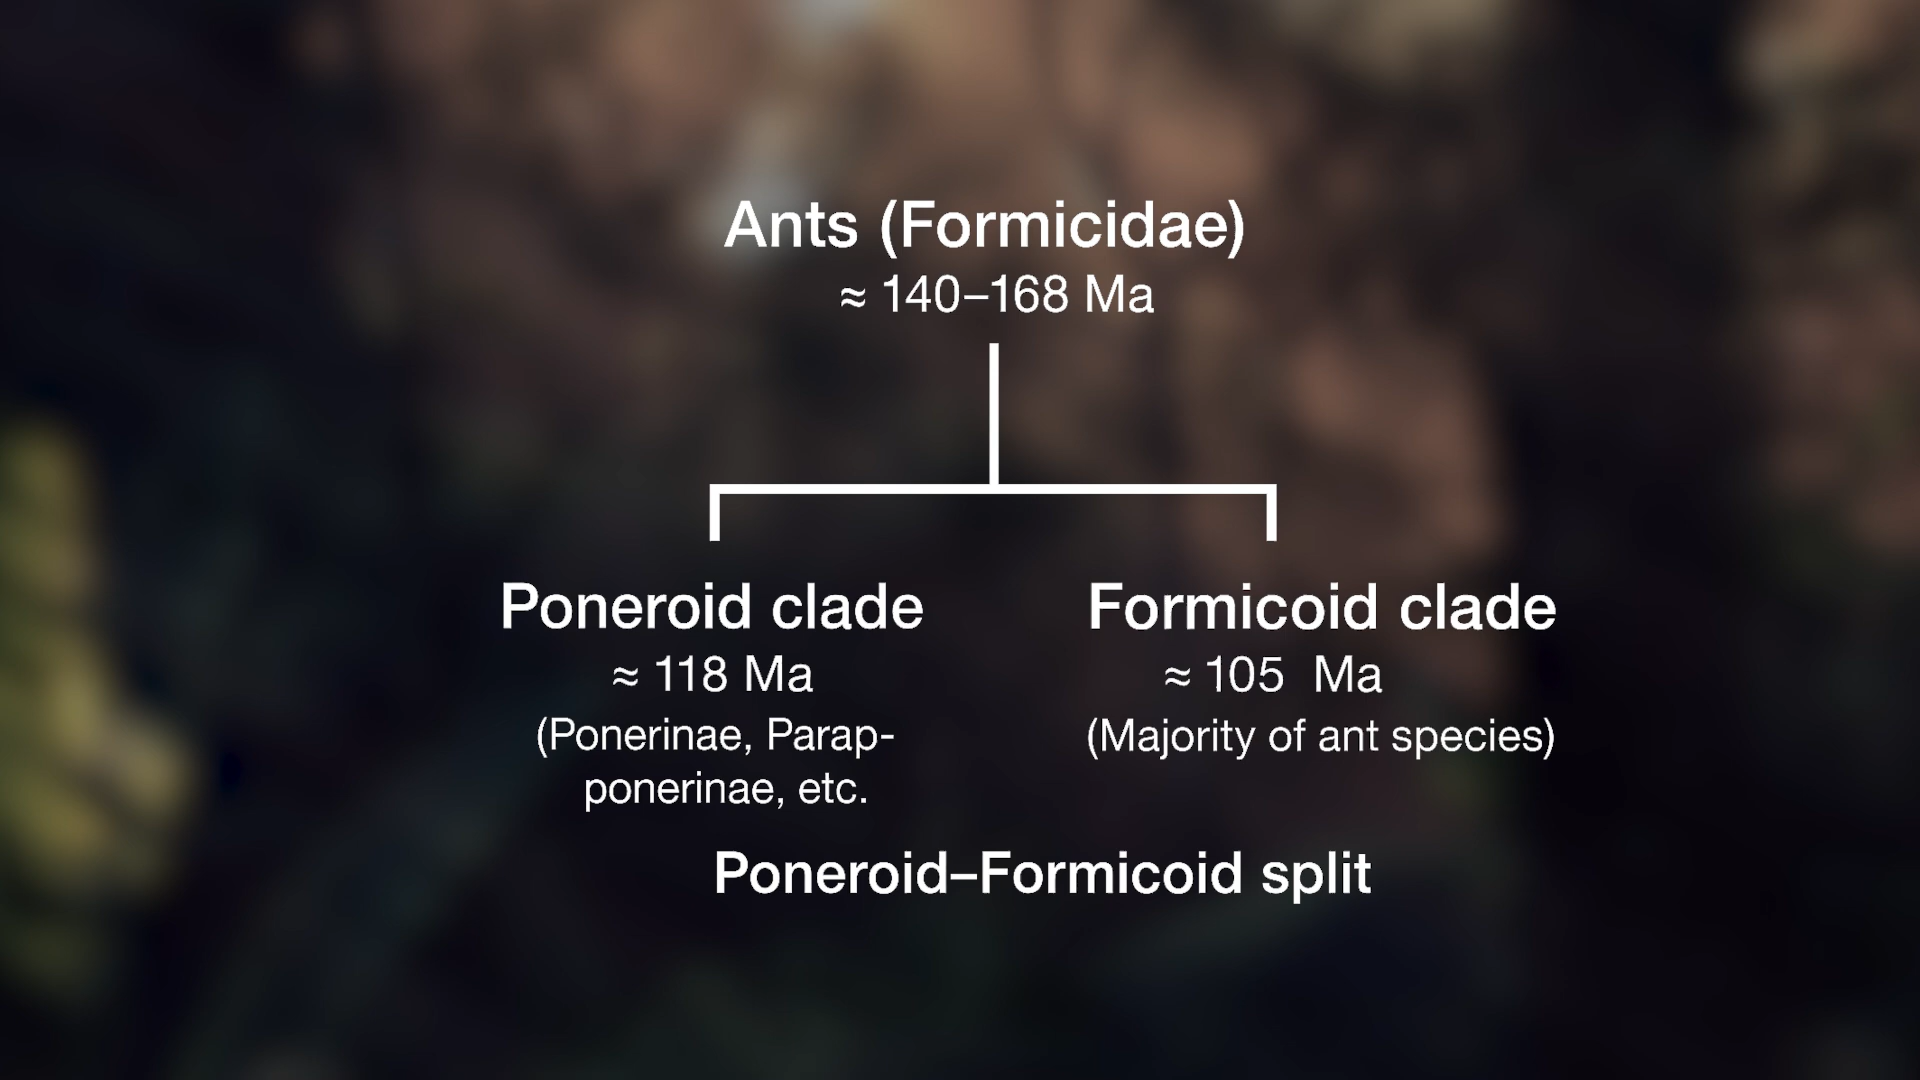 Ants (Formicidae)
≈ 140–168 Ma
Poneroid clade
≈ 118 Ma
(Ponerinae, Parap-
ponerinae, etc.
Formicoid clade
≈ 105 Ma
(Majority of ant species)
Poneroid–Formicoid split